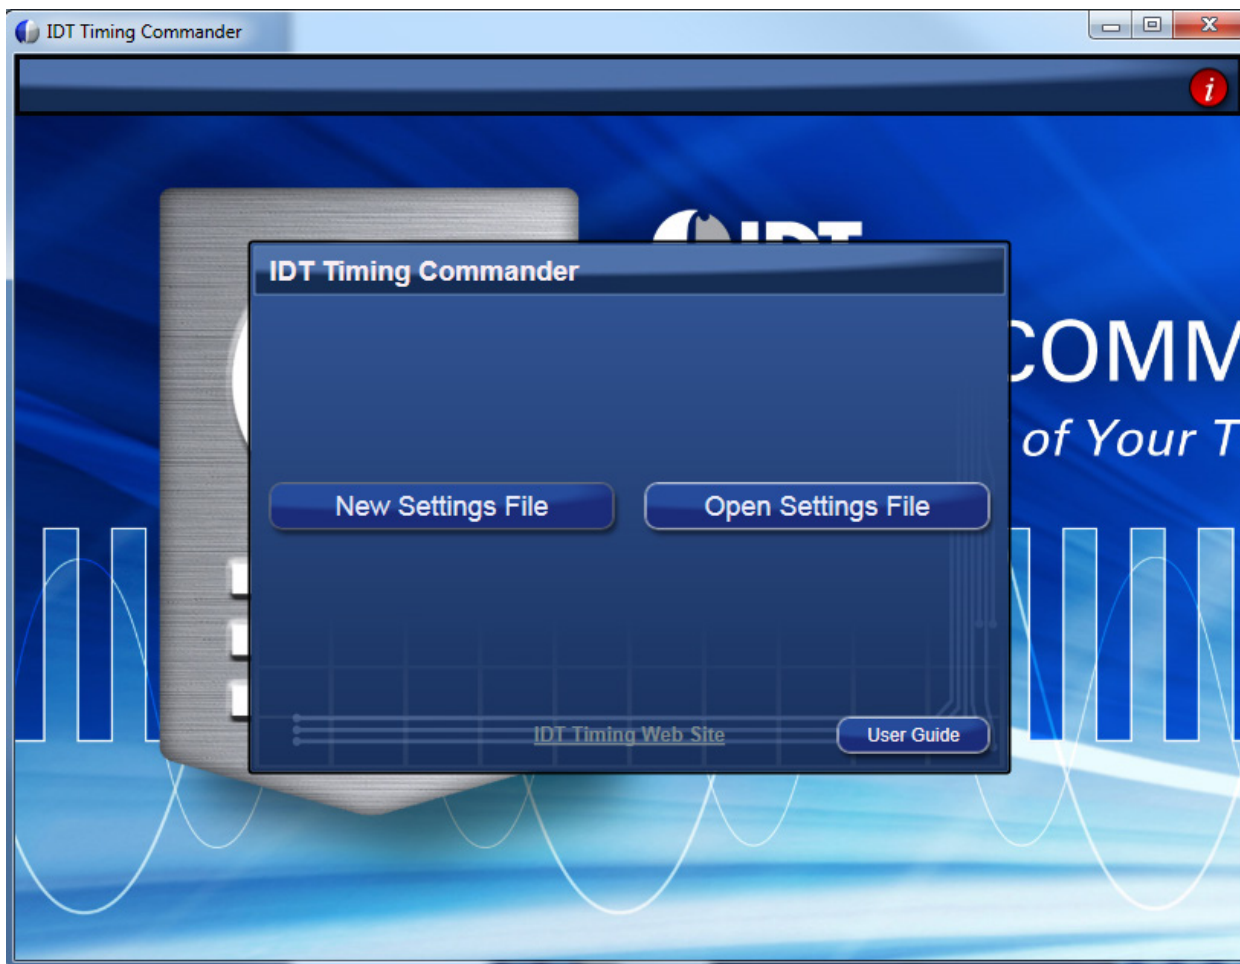 IDT Timing Commander
i
IDT
IDT Timing Commander
COMM
of Your T
New Settings File
Open Settings File
IDT Timing Web Site
User Guide